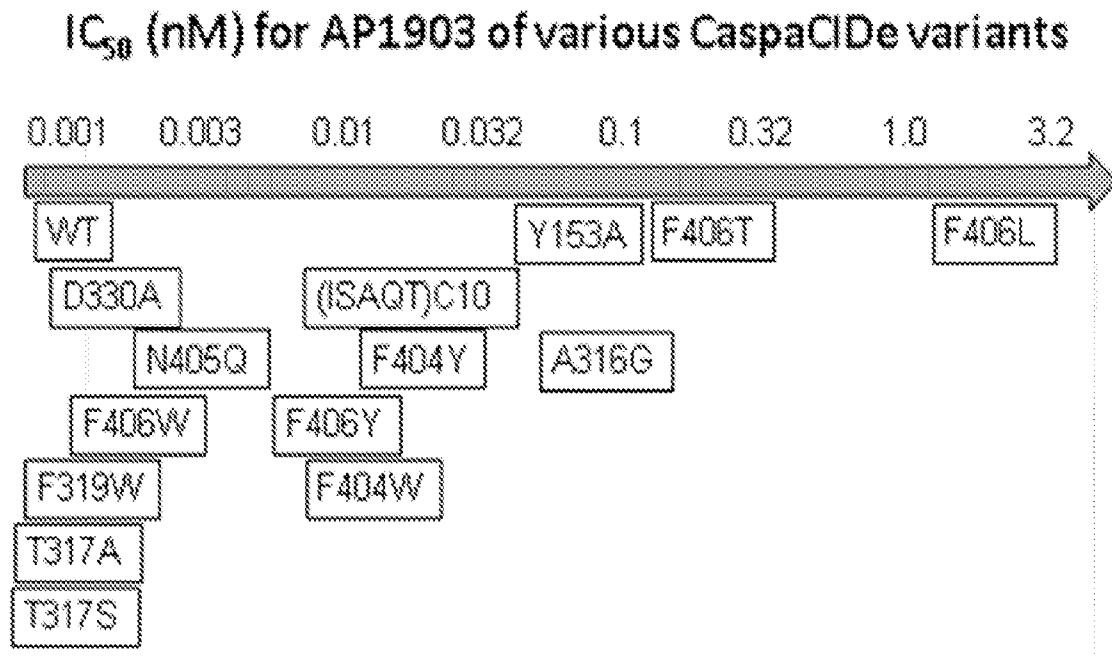 IC50 (nM) for AP1903 of various CaspaCIDe variants
0.001 0.003 0.01 0.032 0.1 0.32 1.0 3.2
WT Y153A F406T F406L
D330A (ISAQT)C10
N405Q F404Y A316G
F406W F406Y
F319W F404W
T317A
T317S